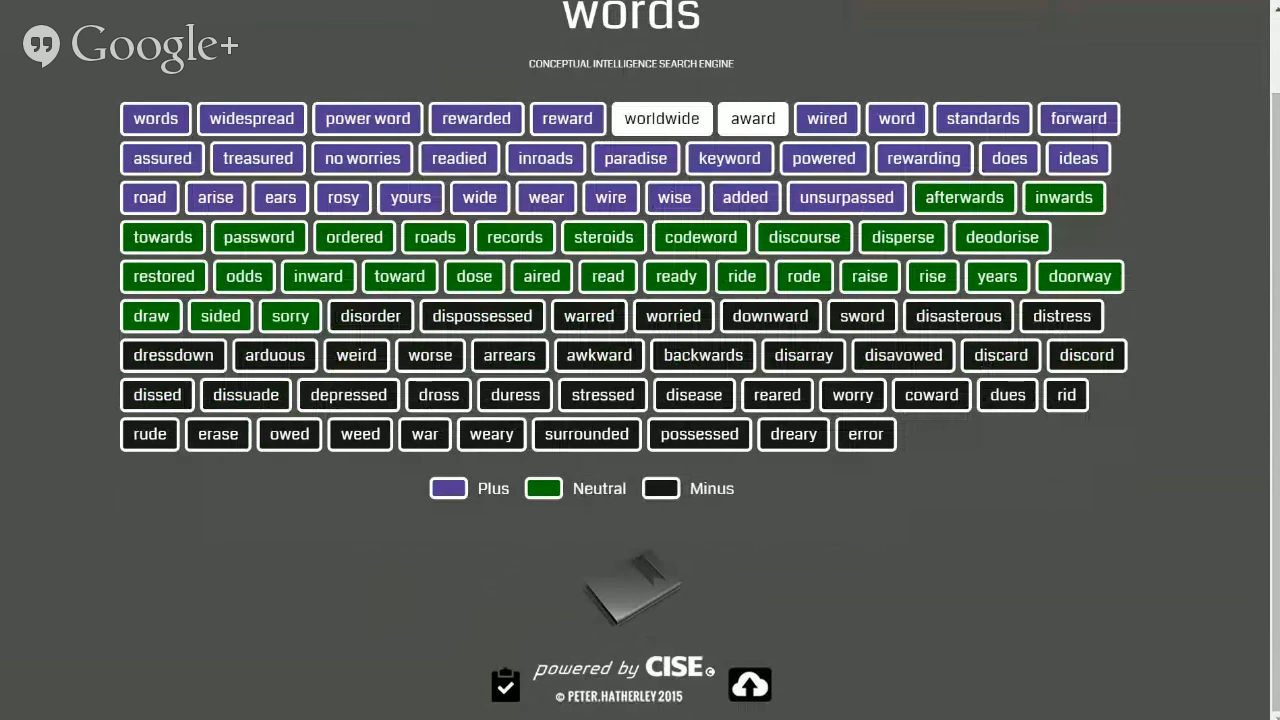 words
Google+
CONCEPTUAL INTELLIGENCE SEARCH ENGINE
words widespread power word rewarded reward worldwide award wired word standards forward
assured treasured no worries readied inroads paradise keyword powered rewarding does ideas
road arise ears rosy yours wide wear wire wise added unsurpassed afterwards inwards
towards password ordered roads records steroids codeword discourse disperse deodorise
restored odds inward toward dose aired read ready ride rode raise rise years doorway
draw sided sorry disorder dispossessed warred worried downward sword disasterous distress
dressdown arduous weird worse arrears awkward backwards disarray disavowed discard discord
dissed dissuade depressed dross duress stressed disease reared worry coward dues rid
rude erase owed weed war weary surrounded possessed dreary error
Plus Neutral Minus
powered by CISE
© PETER.HATHERLEY 2015